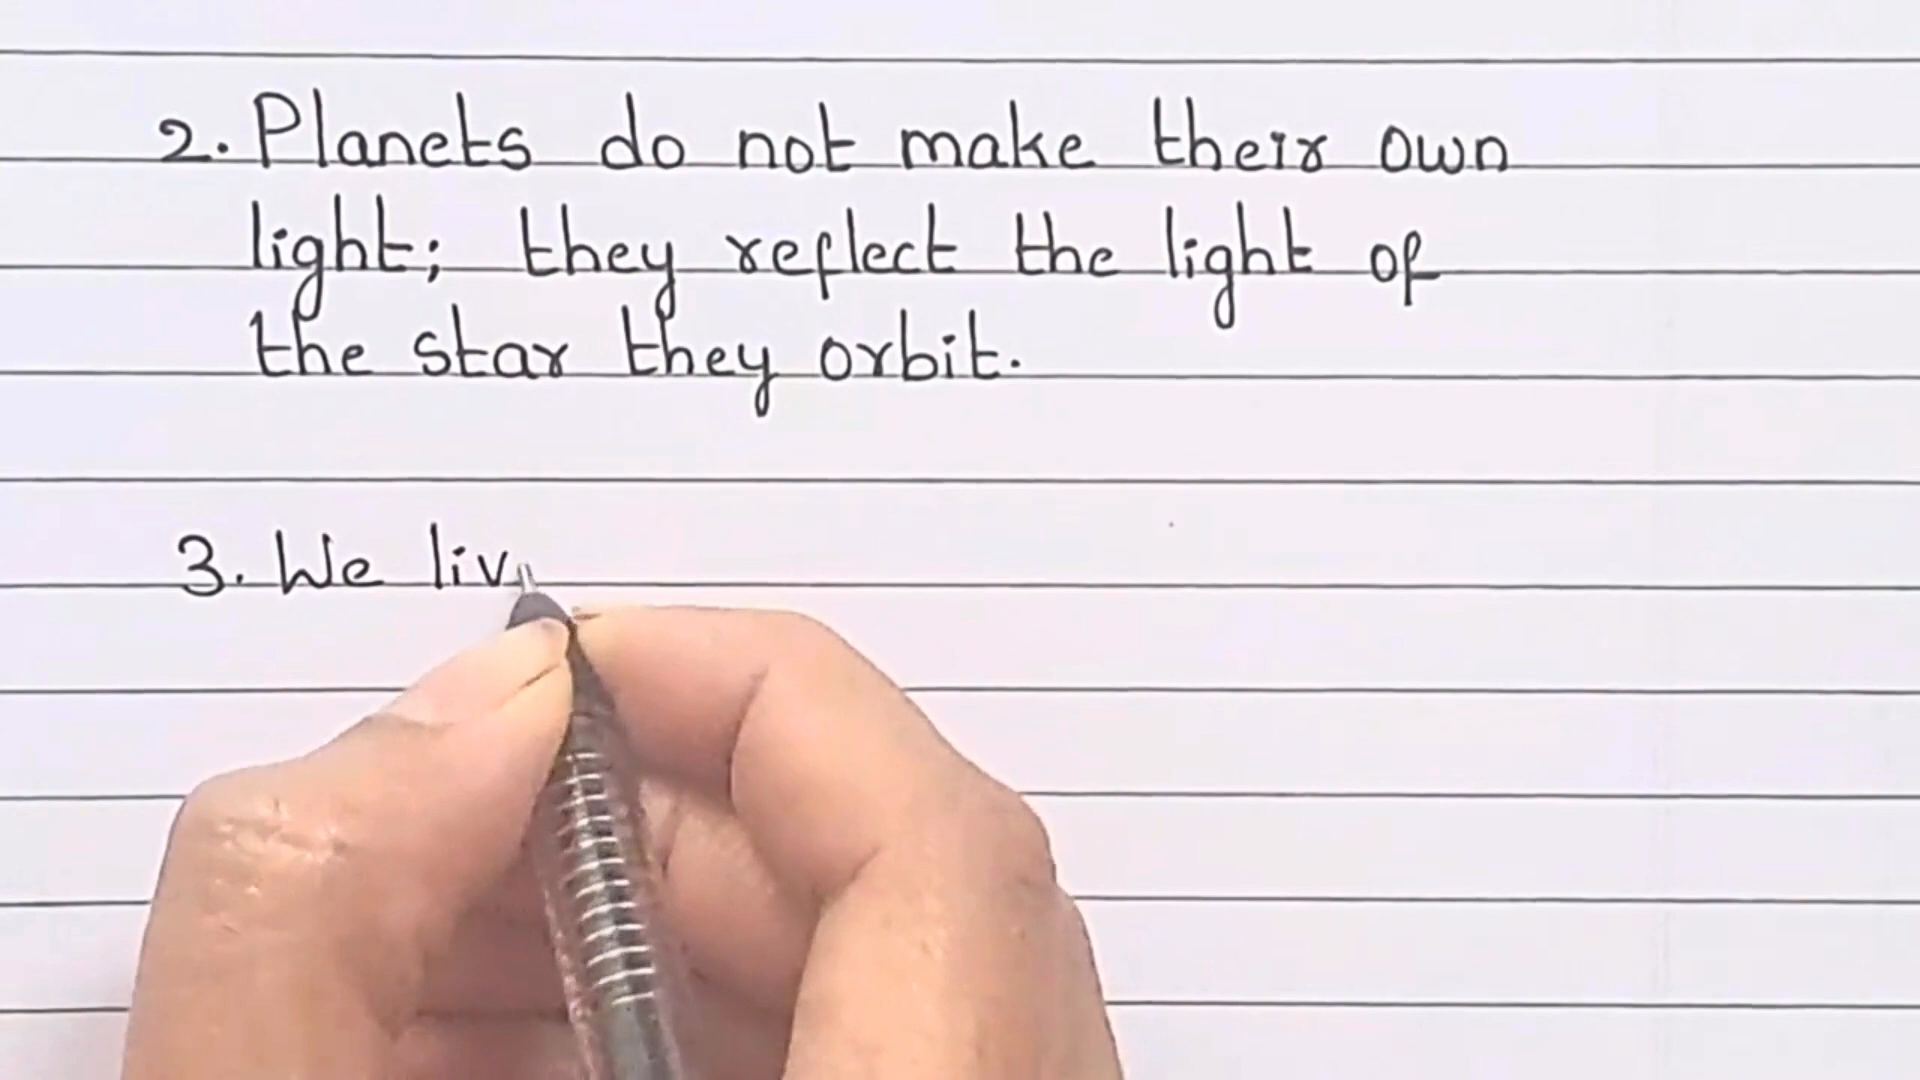 2. Planets do not make their own
light; they reflect the light of
the star they orbit.
3. We liv